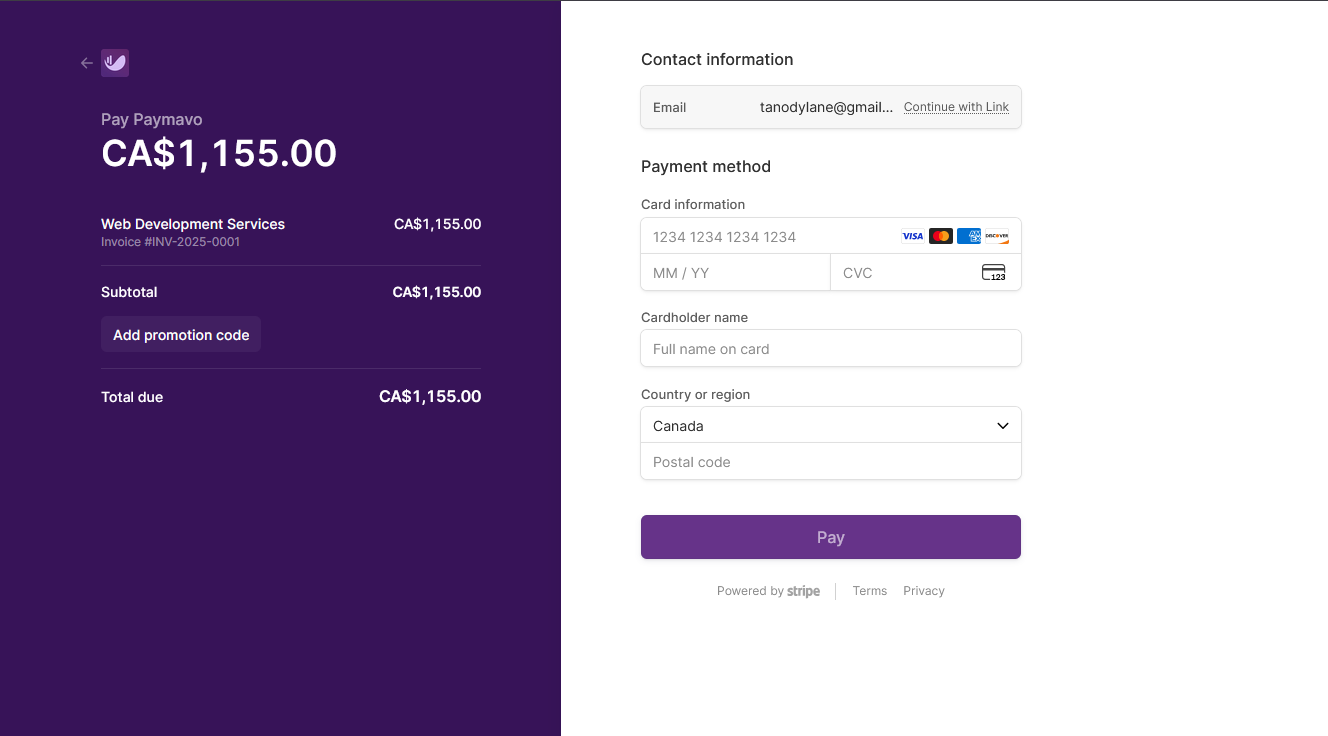 Pay Paymavo
CA$1,155.00
Web Development Services CA$1,155.00
Invoice #INV-2025-0001
Subtotal CA$1,155.00
Add promotion code
Total due CA$1,155.00
Contact information
Email tanodylane@gmail... Continue with Link
Payment method
Card information
1234 1234 1234 1234 VISA AMEX DISCOVER
MM / YY CVC 123
Cardholder name
Full name on card
Country or region
Canada
Postal code
Pay
Powered by stripe Terms Privacy